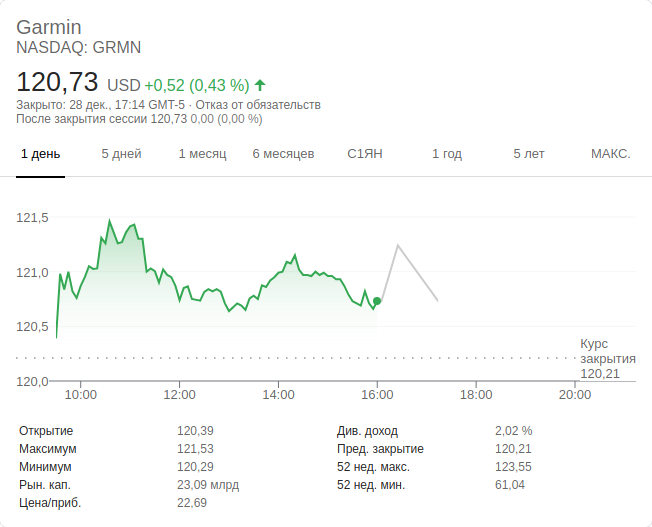 Garmin
NASDAQ: GRMN
120,73 USD +0,52 (0,43 %)
Закрыто: 28 дек., 17:14 GMT-5 · Отказ от обязательств
После закрытия сессии 120,73 0,00 (0,00 %)
1 день 5 дней 1 месяц 6 месяцев С1ЯН 1 год 5 лет МАКС.
121,5
121,0
120,5
Курс
закрытия
120,21
120,0
10:00 12:00 14:00 16:00 18:00 20:00
Открытие 120,39 Див. доход 2,02 %
Максимум 121,53 Пред. закрытие 120,21
Минимум 120,29 52 нед. макс. 123,55
Рын. кап. 23,09 млрд 52 нед. мин. 61,04
Цена/приб. 22,69